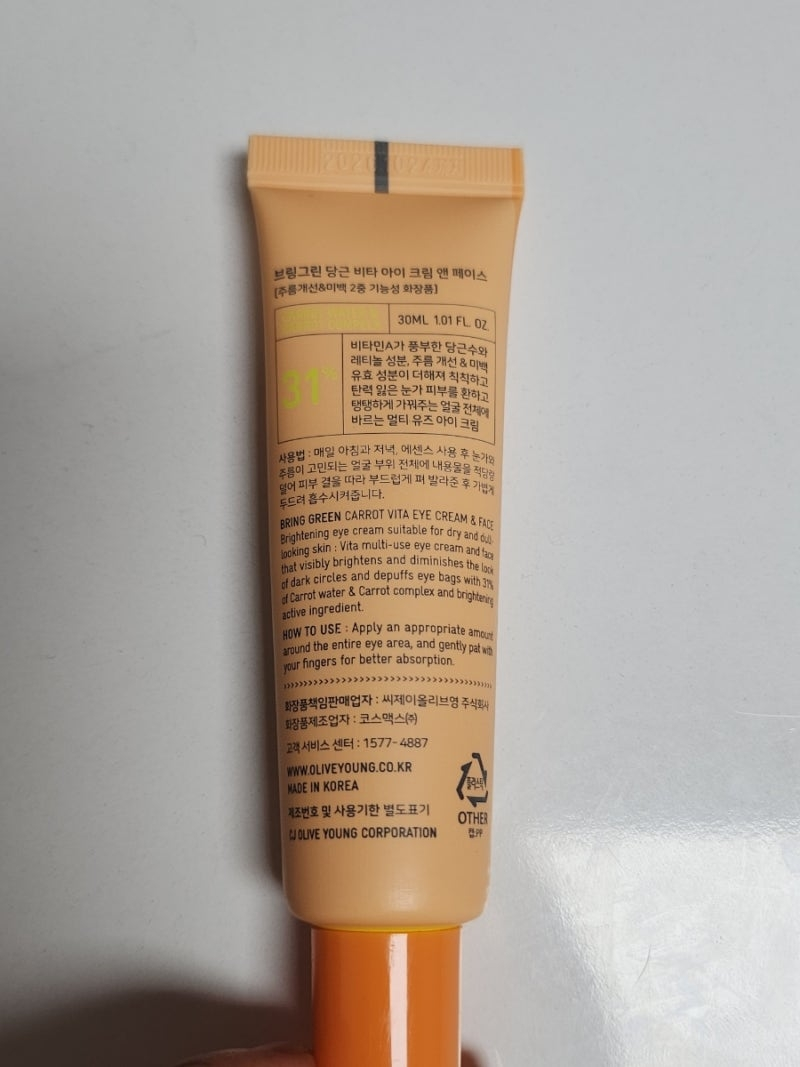 브링그린 당근 비타 아이 크림 앤 페이스
[주름개선&미백 2중 기능성 화장품]
CARROT WATER &
CARROT COMPLEX
30ML 1.01 FL. OZ.
31%
비타민A가 풍부한 당근수와
레티놀 성분, 주름 개선 & 미백
유효 성분이 더해져 칙칙하고
탄력 잃은 눈가 피부를 환하고
탱탱하게 가꿔주는 얼굴 전체에
바르는 멀티 유즈 아이 크림
사용법 : 매일 아침과 저녁, 에센스 사용 후 눈가와
주름이 고민되는 얼굴 부위 전체에 내용물을 적당량
덜어 피부 결을 따라 부드럽게 펴 발라준 후 가볍게
두드려 흡수시켜줍니다.
BRING GREEN CARROT VITA EYE CREAM & FACE
Brightening eye cream suitable for dry and dull-
looking skin : Vita multi-use eye cream and face
that visibly brightens and diminishes the look
of dark circles and depuffs eye bags with 31%
of Carrot water & Carrot complex and brightening
active ingredient.
HOW TO USE : Apply an appropriate amount
around the entire eye area, and gently pat with
your fingers for better absorption.
화장품책임판매업자 : 씨제이올리브영 주식회사
화장품제조업자 : 코스맥스㈜
고객 서비스 센터 : 1577-4887
WWW.OLIVEYOUNG.CO.KR
MADE IN KOREA
제조번호 및 사용기한 별도표기
CJ OLIVE YOUNG CORPORATION
플라스틱
OTHER
캡:PP